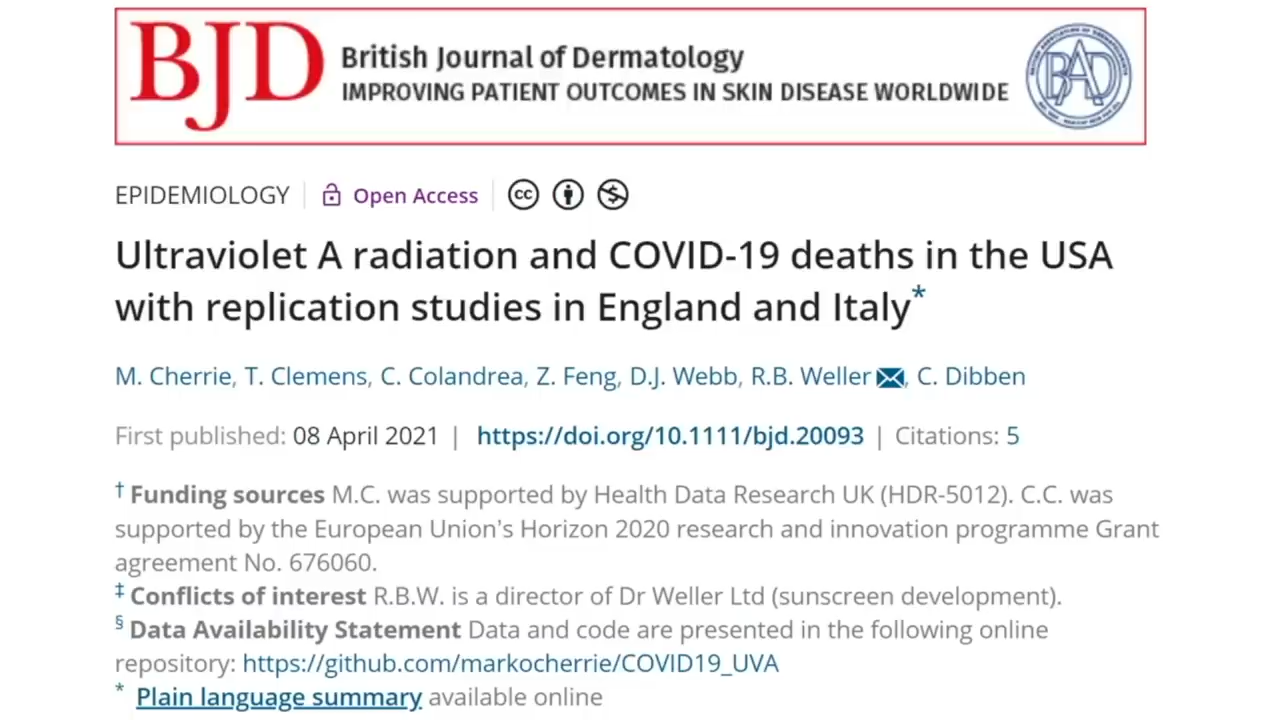 BJD
British Journal of Dermatology
IMPROVING PATIENT OUTCOMES IN SKIN DISEASE WORLDWIDE
BAD
EPIDEMIOLOGY | Open Access | cc
Ultraviolet A radiation and COVID-19 deaths in the USA
with replication studies in England and Italy*
M. Cherrie, T. Clemens, C. Colandrea, Z. Feng, D.J. Webb, R.B. Weller, C. Dibben
First published: 08 April 2021 | https://doi.org/10.1111/bjd.20093 | Citations: 5
† Funding sources M.C. was supported by Health Data Research UK (HDR-5012). C.C. was
supported by the European Union's Horizon 2020 research and innovation programme Grant
agreement No. 676060.
‡ Conflicts of interest R.B.W. is a director of Dr Weller Ltd (sunscreen development).
§ Data Availability Statement Data and code are presented in the following online
repository: https://github.com/markocherrie/COVID19_UVA
* Plain language summary available online